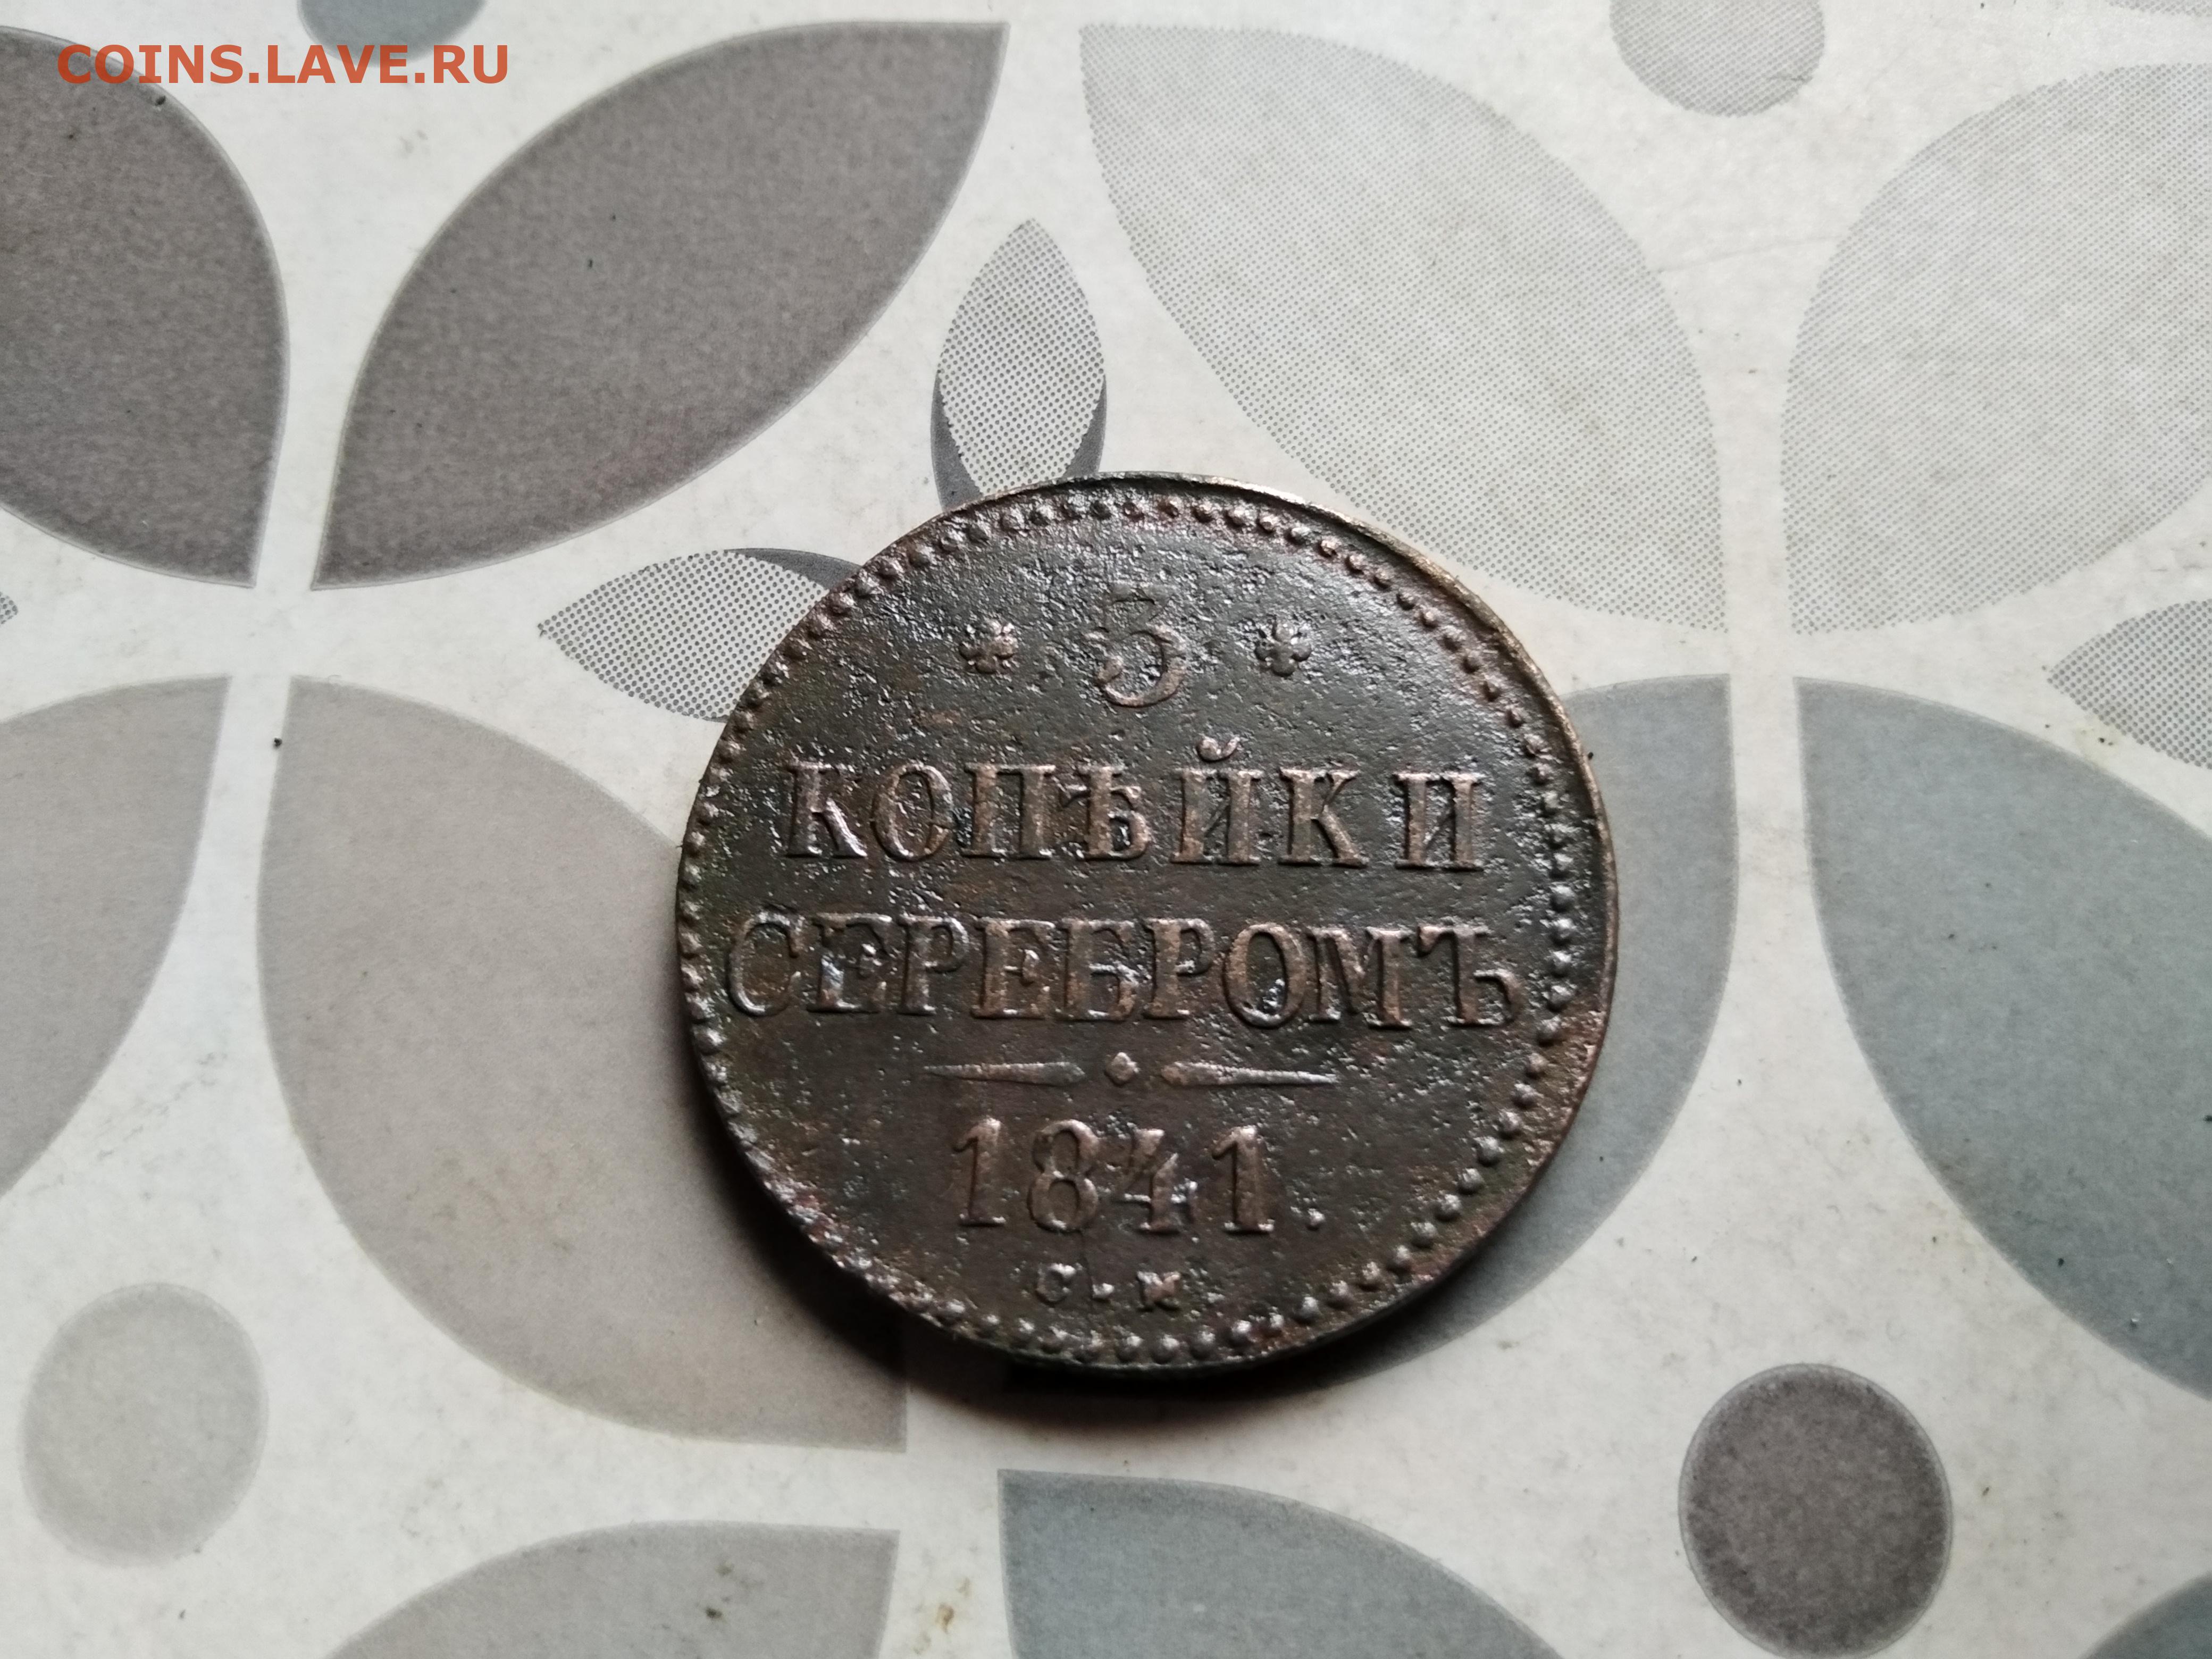 COINS.LAVE.RU
* 3 *
КОПѢЙКИ
СЕРЕБРОМЪ
1841.
С.М